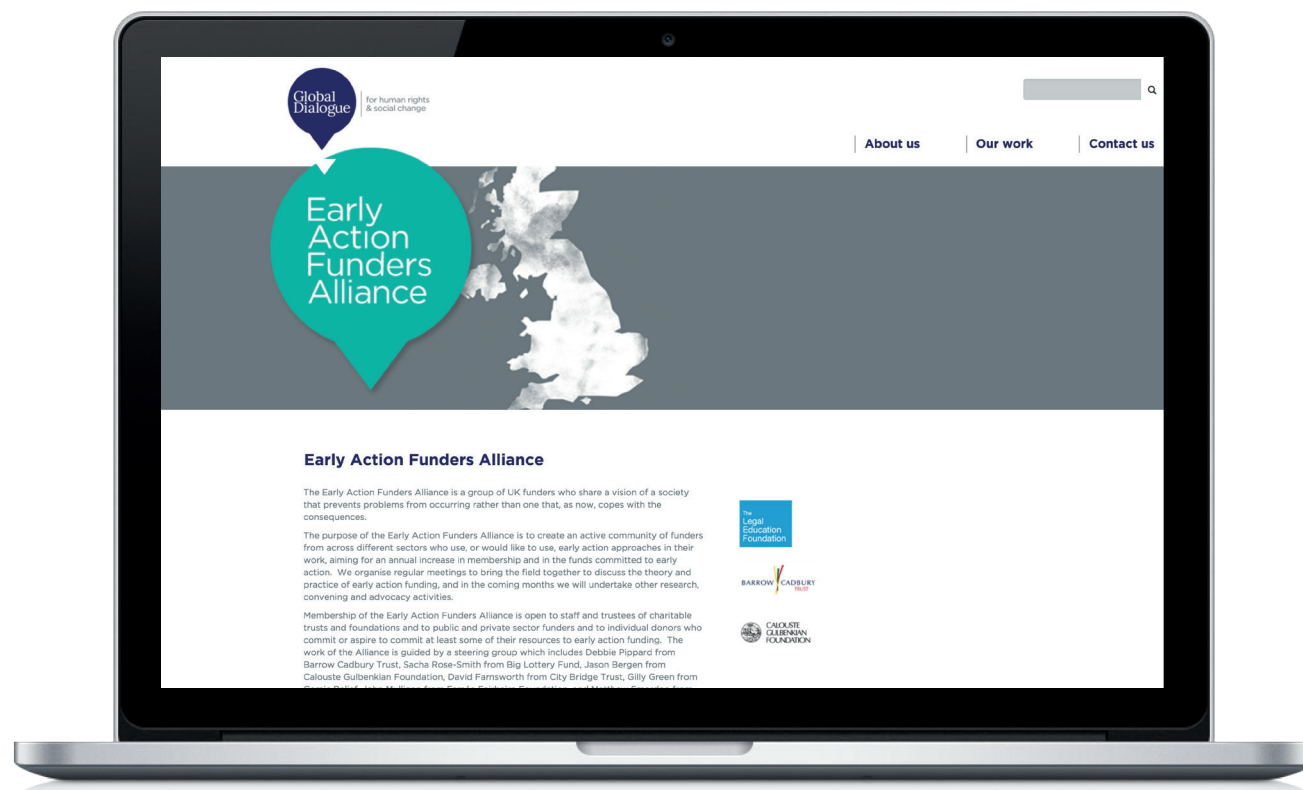 Global
Dialogue
for human rights
& social change
About us
Our work
Contact us
Early
Action
Funders
Alliance
Early Action Funders Alliance
The Early Action Funders Alliance is a group of UK funders who share a vision of a society
that prevents problems from occurring rather than one that, as now, copes with the
consequences.
The purpose of the Early Action Funders Alliance is to create an active community of funders
from across different sectors who use, or would like to use, early action approaches in their
work, aiming for an annual increase in membership and in the funds committed to early
action. We organise regular meetings to bring the field together to discuss the theory and
practice of early action funding, and in the coming months we will undertake other research,
convening and advocacy activities.
Membership of the Early Action Funders Alliance is open to staff and trustees of charitable
trusts and foundations and to public and private sector funders and to individual donors who
commit or aspire to commit at least some of their resources to early action funding. The
work of the Alliance is guided by a steering group which includes Debbie Pippard from
Barrow Cadbury Trust, Sacha Rose-Smith from Big Lottery Fund, Jason Bergen from
Calouste Gulbenkian Foundation, David Farnsworth from City Bridge Trust, Gilly Green from
The
Legal
Education
Foundation
BARROW CADBURY
TRUST
CALOUSTE
GULBENKIAN
FOUNDATION